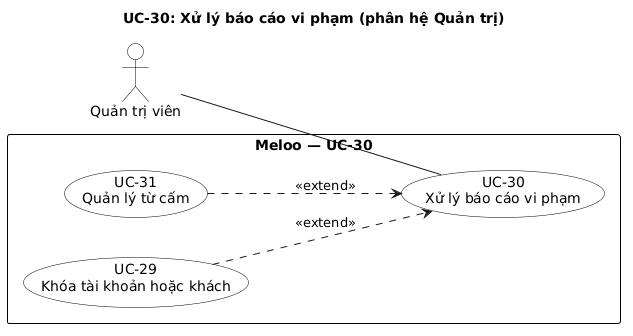 UC-30: Xử lý báo cáo vi phạm (phân hệ Quản trị)
Quản trị viên
Meloo — UC-30
UC-31
Quản lý từ cấm
«extend»
UC-30
Xử lý báo cáo vi phạm
«extend»
UC-29
Khóa tài khoản hoặc khách